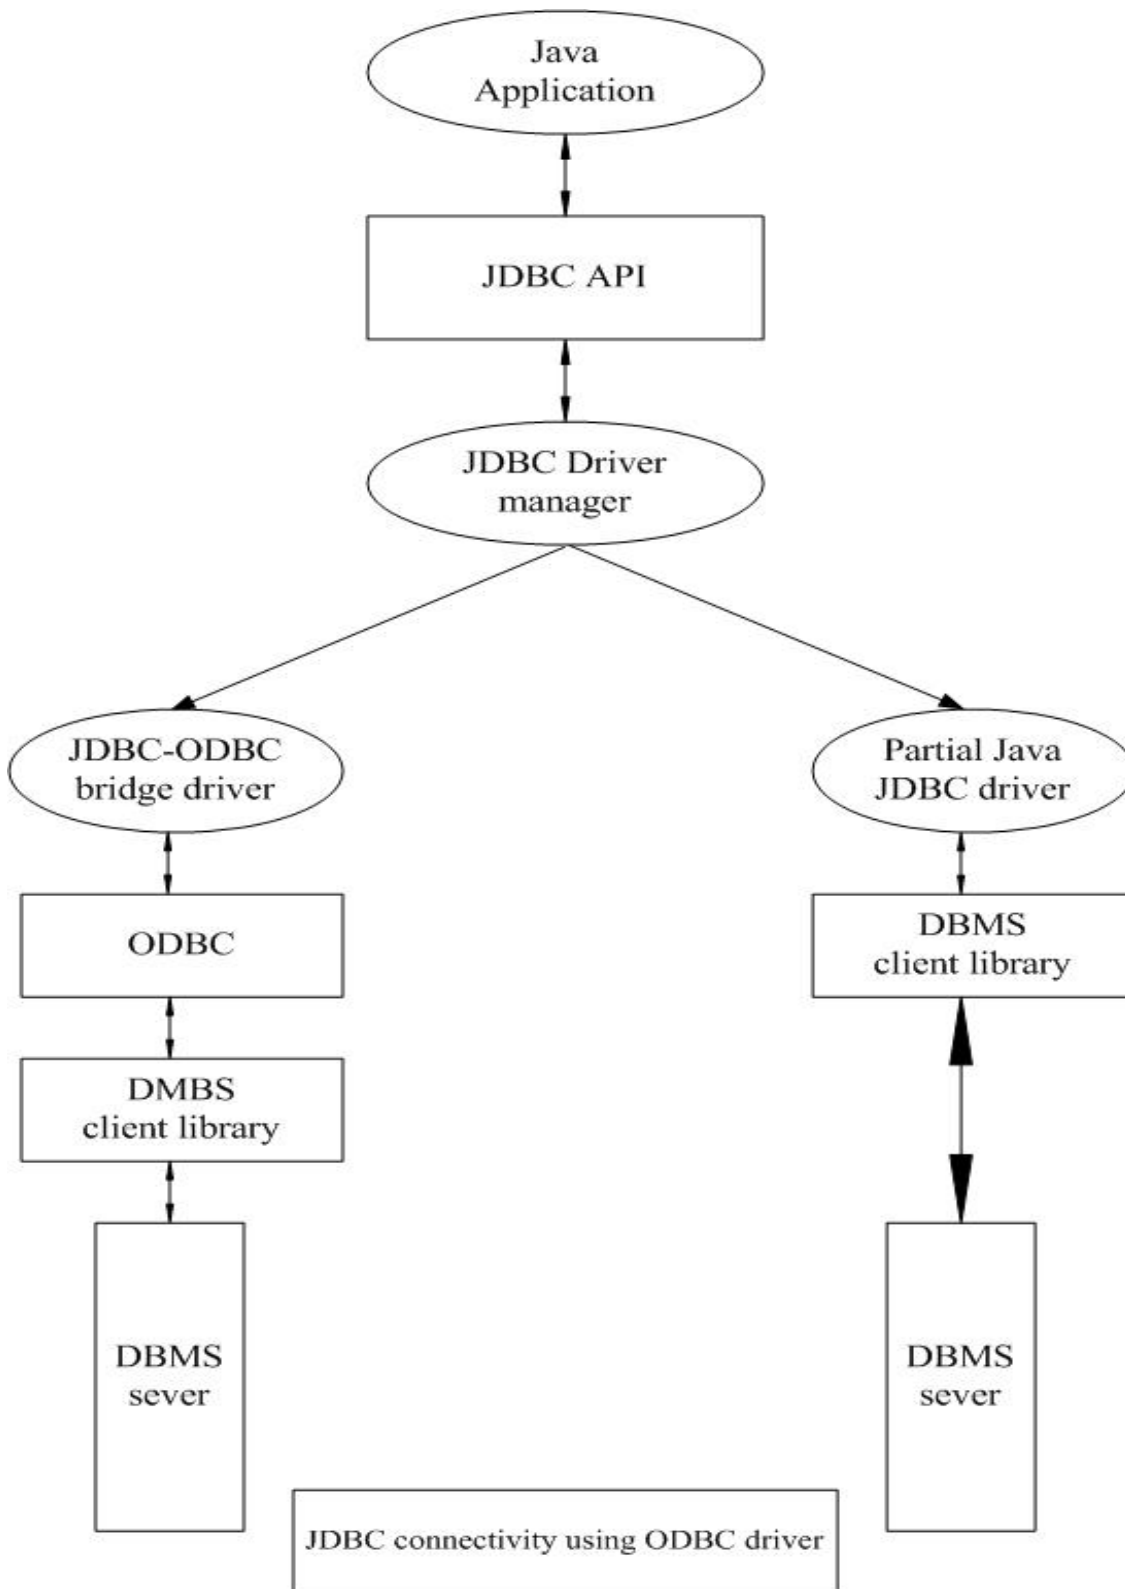 Java
Application
JDBC API
JDBC Driver
manager
JDBC-ODBC
bridge driver
Partial Java
JDBC driver
ODBC
DBMS
client library
DMBS
client library
DBMS
sever
DBMS
sever
JDBC connectivity using ODBC driver